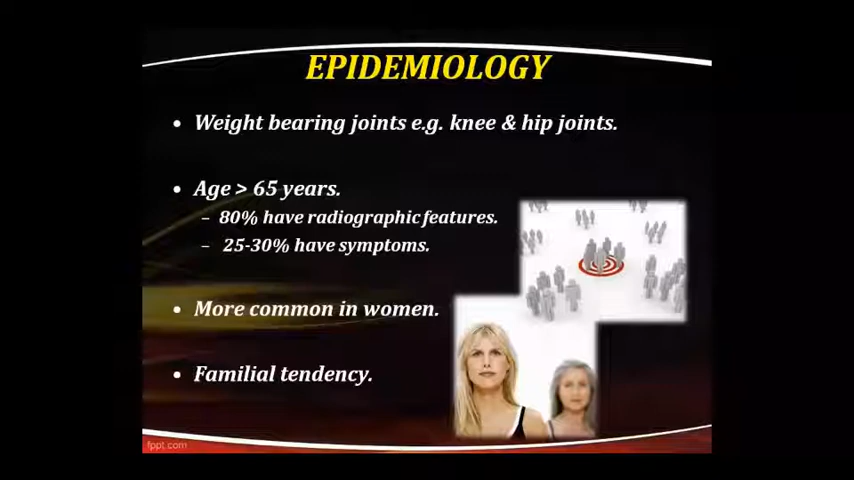 EPIDEMIOLOGY
• Weight bearing joints e.g. knee & hip joints.
• Age > 65 years.
– 80% have radiographic features.
– 25-30% have symptoms.
• More common in women.
• Familial tendency.
fppt.com